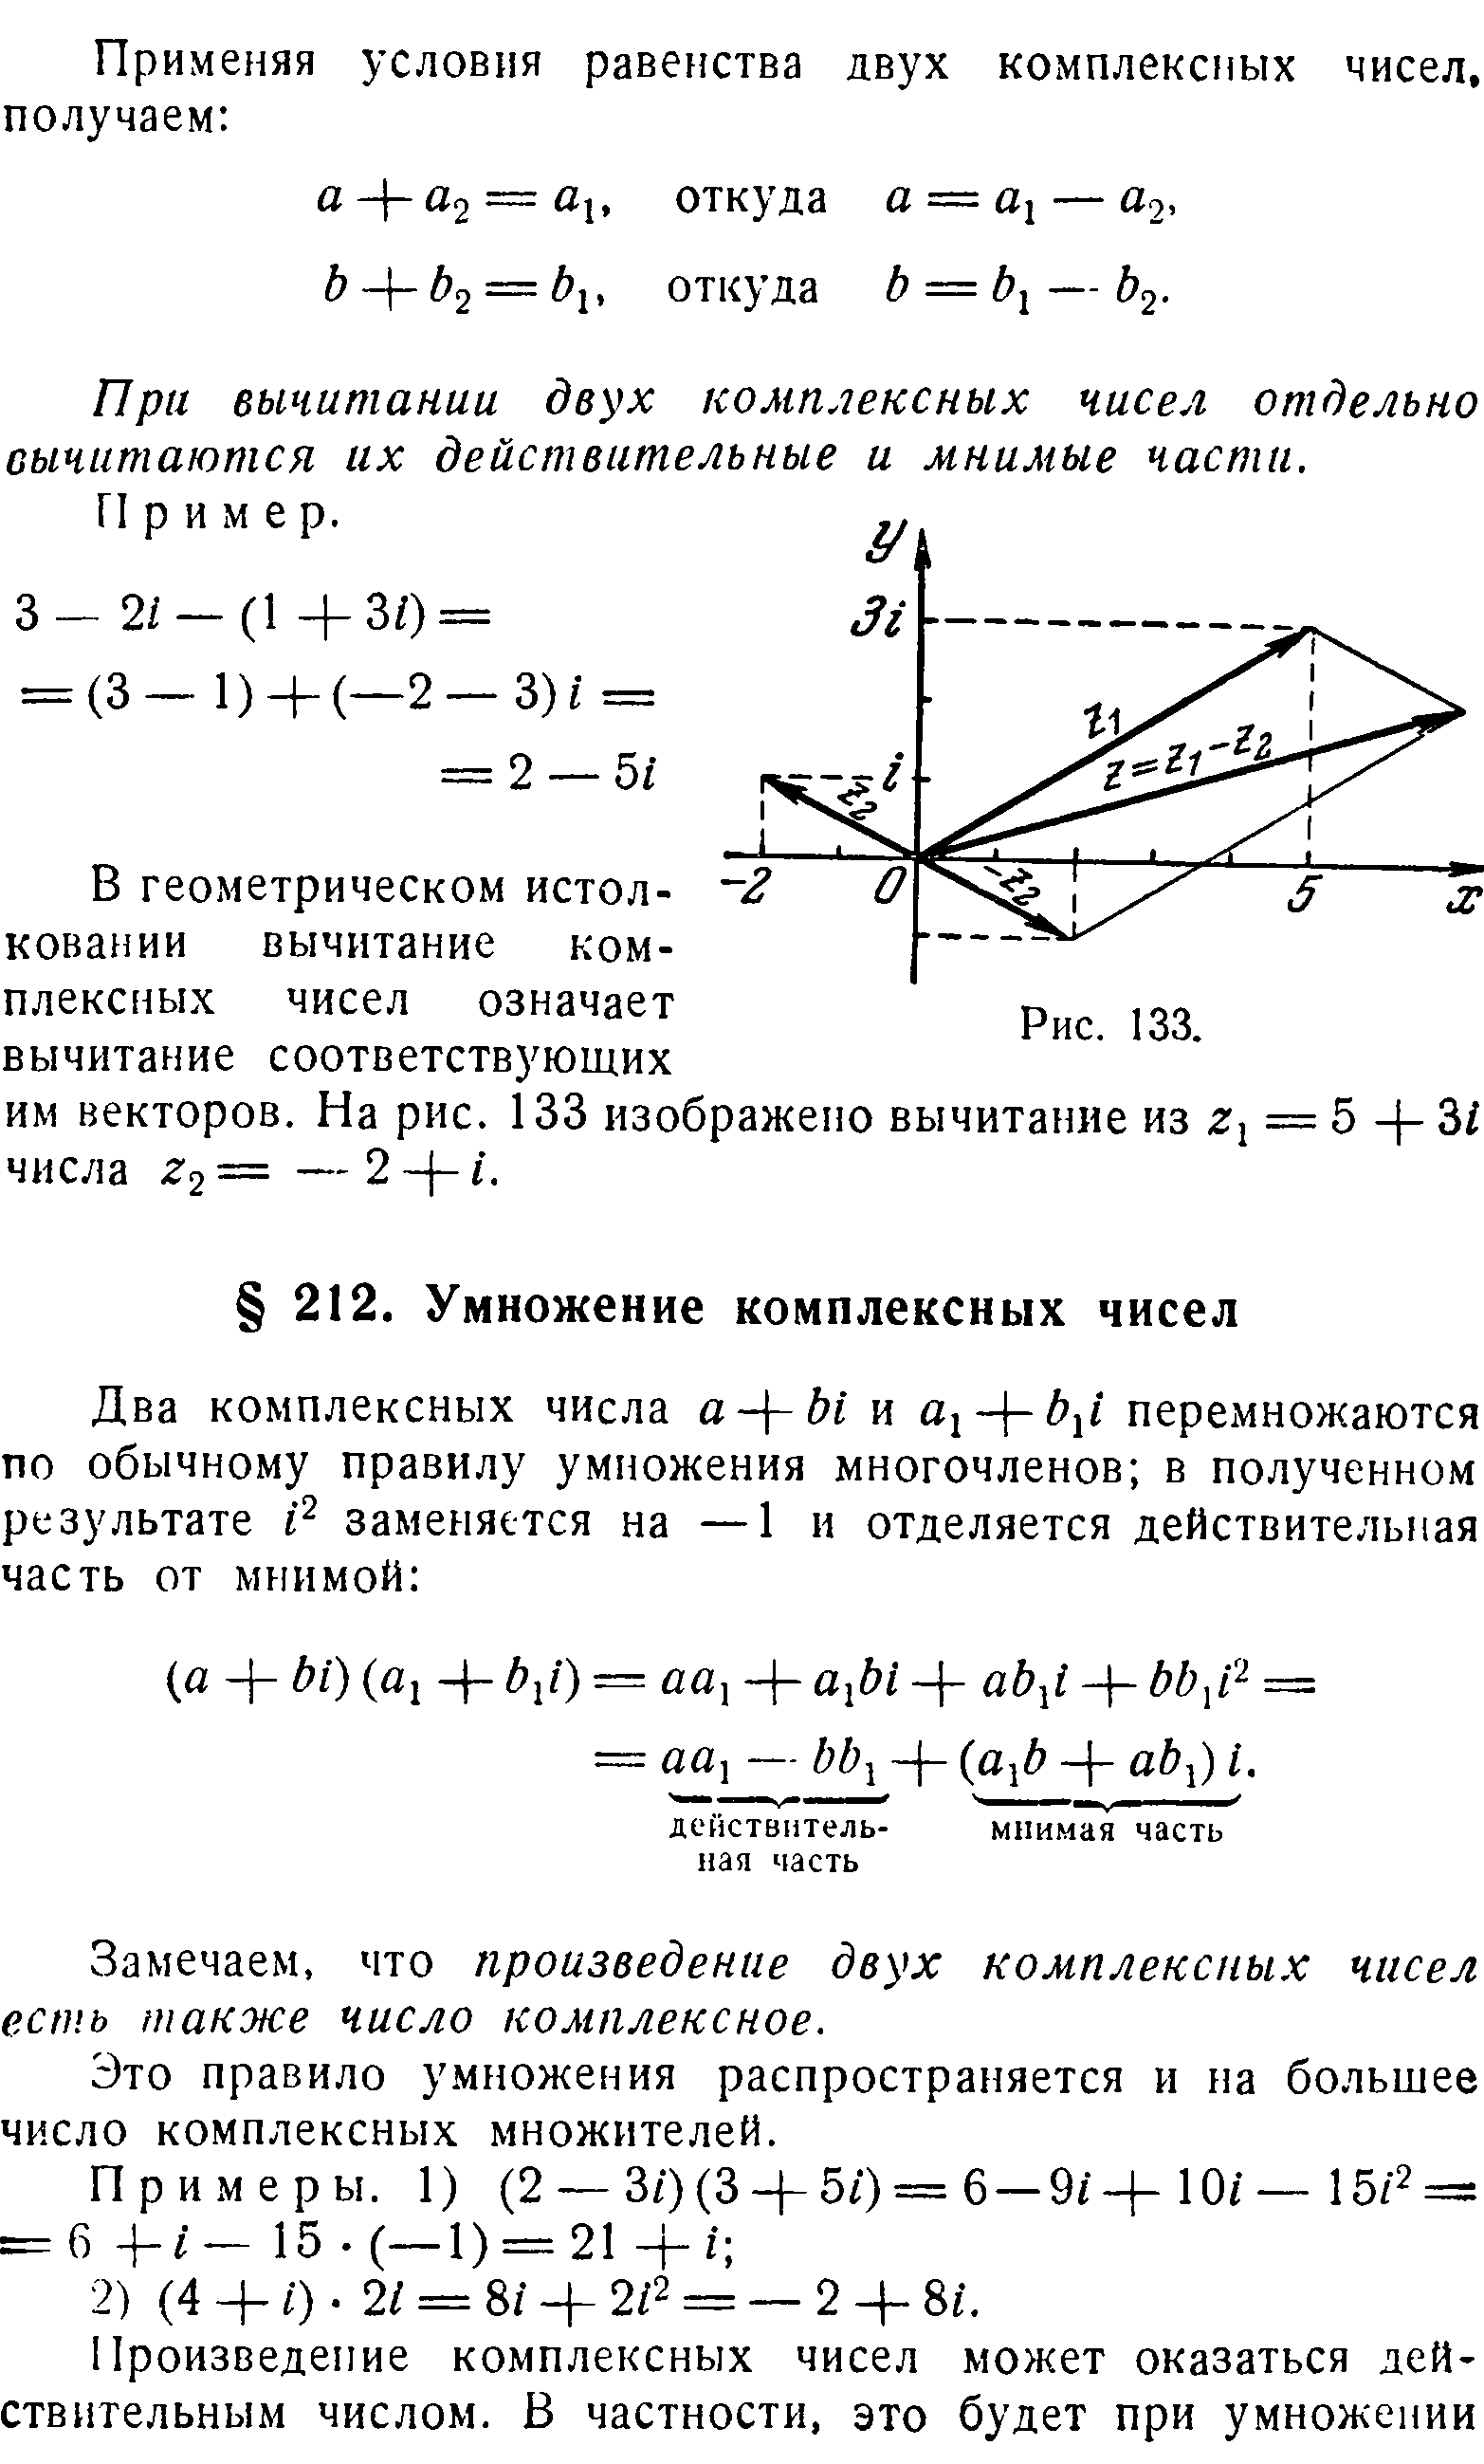 Применяя условия равенства двух комплексных чисел,
получаем:
a + a₂ = a₁, откуда a = a₁ — a₂,
b + b₂ = b₁, откуда b = b₁ — b₂.
При вычитании двух комплексных чисел отдельно
вычитаются их действительные и мнимые части.
Пример.
3 — 2i — (1 + 3i) =
= (3 — 1) + (—2 — 3) i =
= 2 — 5i
В геометрическом истол-
ковании вычитание ком-
плексных чисел означает
вычитание соответствующих
y
3i
z₁
z=z₁-z₂
i
z₂
-2
0
-z₂
5
x
Рис. 133.
им векторов. На рис. 133 изображено вычитание из z₁ = 5 + 3i
числа z₂ = — 2 + i.
§ 212. Умножение комплексных чисел
Два комплексных числа a + bi и a₁ + b₁i перемножаются
по обычному правилу умножения многочленов; в полученном
результате i² заменяется на —1 и отделяется действительная
часть от мнимой:
(a + bi) (a₁ + b₁i) = aa₁ + a₁bi + ab₁i + bb₁i² =
= aa₁ — bb₁ + (a₁b + ab₁) i.
действитель- мнимая часть
ная часть
Замечаем, что произведение двух комплексных чисел
есть также число комплексное.
Это правило умножения распространяется и на большее
число комплексных множителей.
Примеры. 1) (2 — 3i) (3 + 5i) = 6 — 9i + 10i — 15i² =
= 6 + i — 15 · (—1) = 21 + i;
2) (4 + i) · 2i = 8i + 2i² = — 2 + 8i.
Произведение комплексных чисел может оказаться дей-
ствительным числом. В частности, это будет при умножении